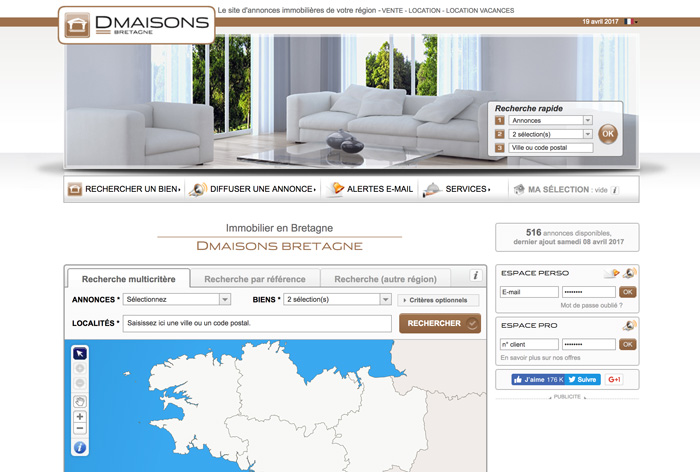 Le site d'annonces immobilières de votre région - VENTE - LOCATION - LOCATION VACANCES
DMAISONS
BRETAGNE
19 avril 2017
Recherche rapide
1 Annonces
2 2 sélection(s)
3 Ville ou code postal
OK
RECHERCHER UN BIEN
DIFFUSER UNE ANNONCE
ALERTES E-MAIL
SERVICES
MA SÉLECTION : vide i
Immobilier en Bretagne
DMAISONS BRETAGNE
516 annonces disponibles,
dernier ajout samedi 08 avril 2017
Recherche multicritère
Recherche par référence
Recherche (autre région)
i
ANNONCES * Sélectionnez
BIENS * 2 sélection(s)
Critères optionnels
LOCALITÉS * Saisissez ici une ville ou un code postal.
RECHERCHER
ESPACE PERSO
E-mail
•••••••• OK
Mot de passe oublié ?
ESPACE PRO
n° client
•••••••• OK
En savoir plus sur nos offres
J'aime 176 K
Suivre
G+1
PUBLICITE
i